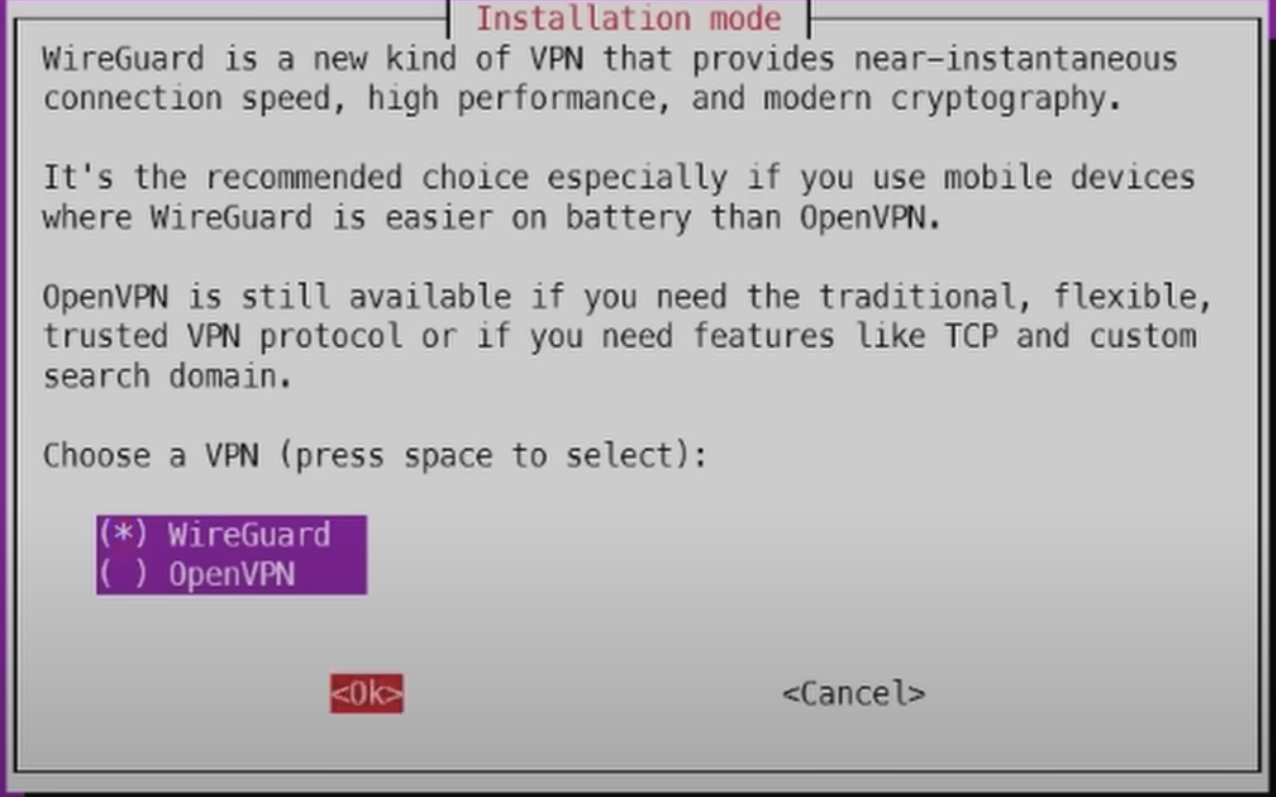 Installation mode
WireGuard is a new kind of VPN that provides near-instantaneous
connection speed, high performance, and modern cryptography.
It's the recommended choice especially if you use mobile devices
where WireGuard is easier on battery than OpenVPN.
OpenVPN is still available if you need the traditional, flexible,
trusted VPN protocol or if you need features like TCP and custom
search domain.
Choose a VPN (press space to select):
(*) WireGuard
( ) OpenVPN
<Ok> <Cancel>